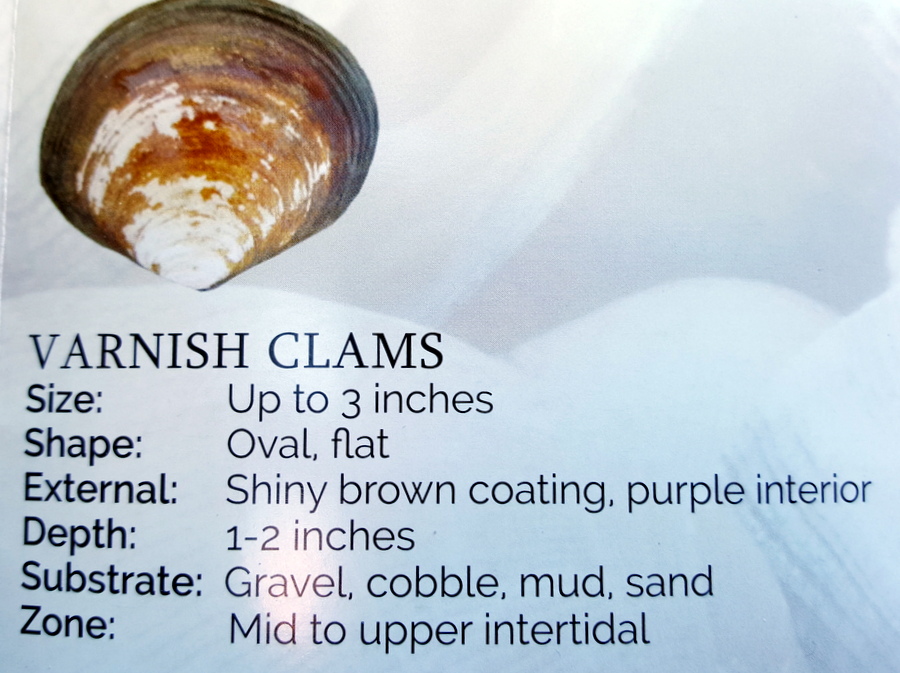 VARNISH CLAMS
Size: Up to 3 inches
Shape: Oval, flat
External: Shiny brown coating, purple interior
Depth: 1-2 inches
Substrate: Gravel, cobble, mud, sand
Zone: Mid to upper intertidal